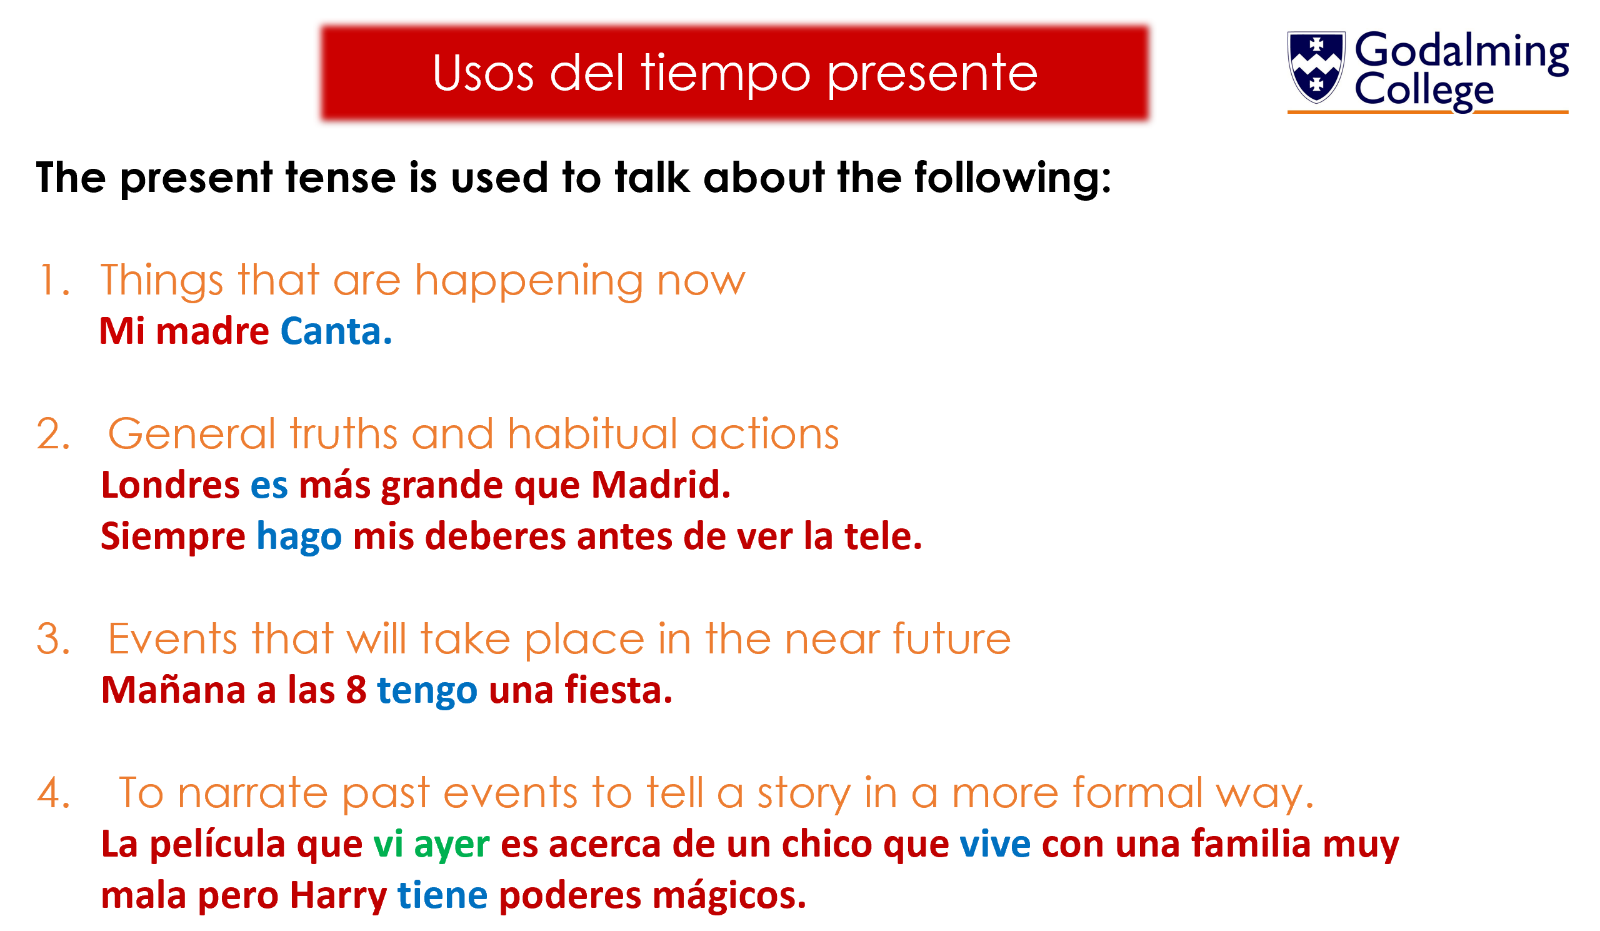 Usos del tiempo presente
Godalming
College
The present tense is used to talk about the following:
1. Things that are happening now
Mi madre Canta.
2. General truths and habitual actions
Londres es más grande que Madrid.
Siempre hago mis deberes antes de ver la tele.
3. Events that will take place in the near future
Mañana a las 8 tengo una fiesta.
4. To narrate past events to tell a story in a more formal way.
La película que vi ayer es acerca de un chico que vive con una familia muy
mala pero Harry tiene poderes mágicos.